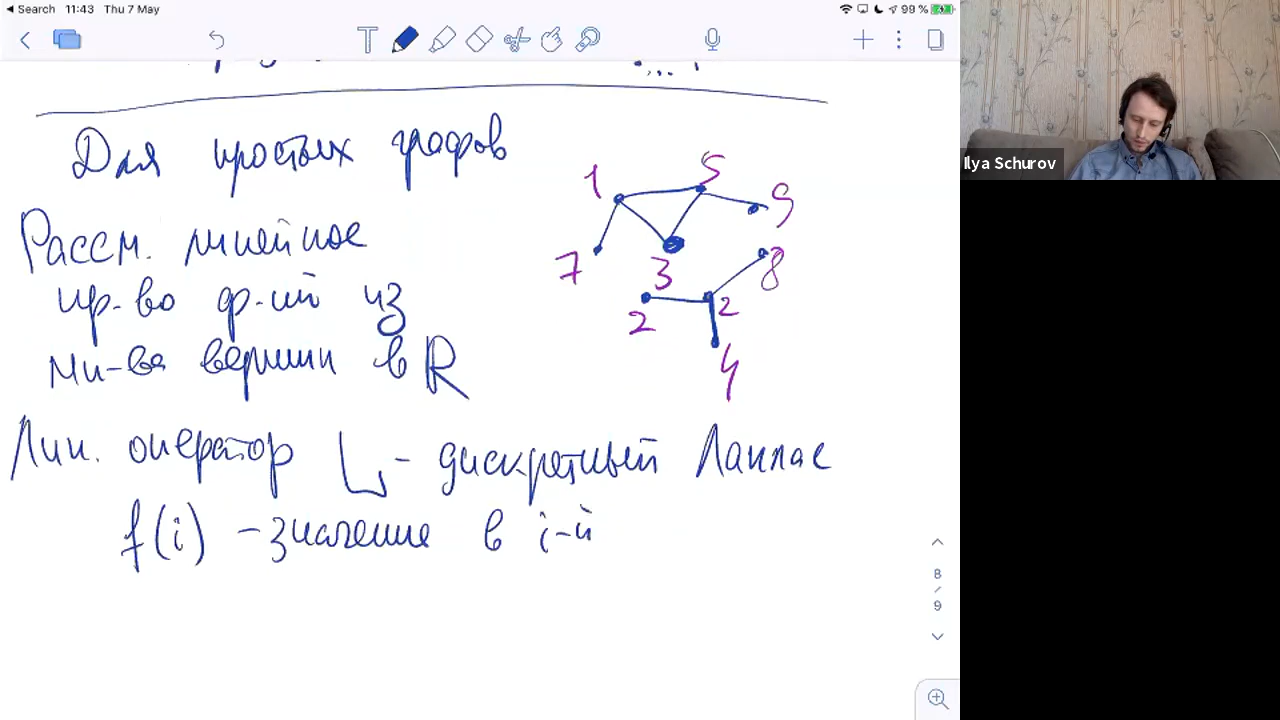 Search 11:43 Thu 7 May 99 %
Ilya Schurov
Для простых графов
Рассм. линейное
пр-во ф-ий из
мн-ва вершин в R
Лин. оператор L - дискретный Лаплас
f(i) - значение в i-й
1 5 9
7 3 8
2 2
4
8
/
9